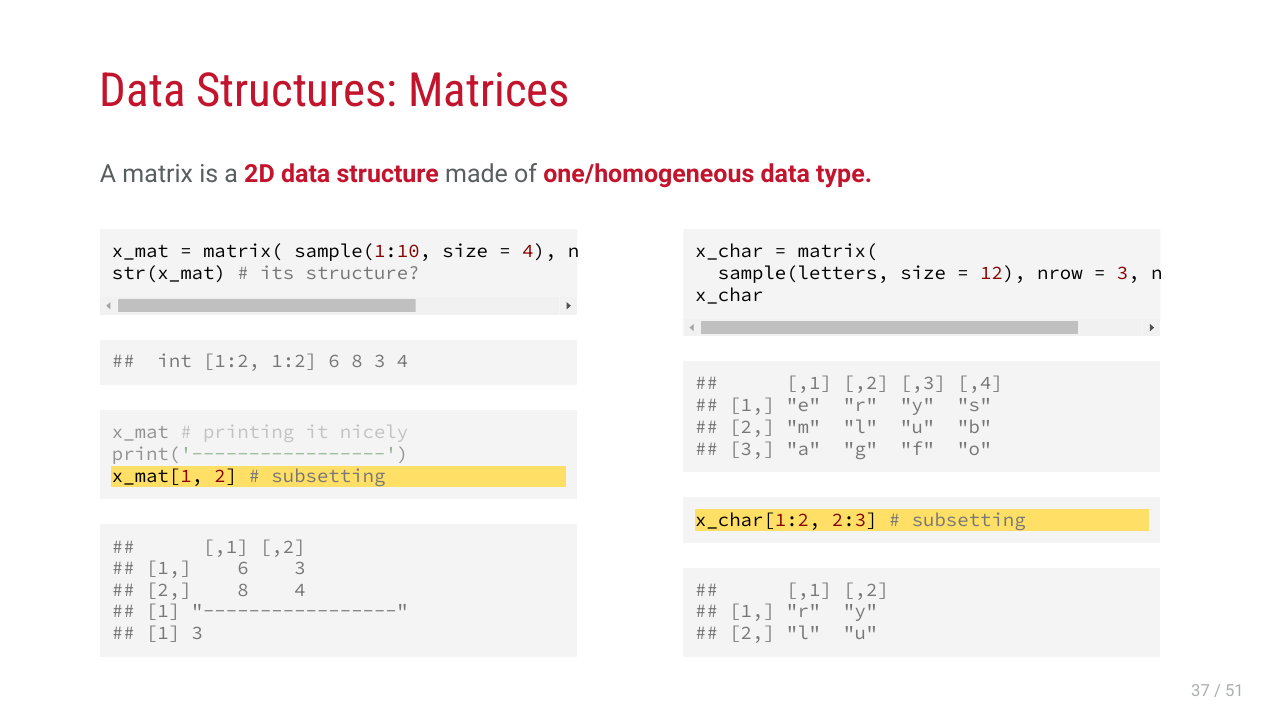 Data Structures: Matrices
A matrix is a 2D data structure made of one/homogeneous data type.
x_mat = matrix( sample(1:10, size = 4), n
str(x_mat) # its structure?
##  int [1:2, 1:2] 6 8 3 4
x_mat # printing it nicely
print('-----------------')
x_mat[1, 2] # subsetting
##      [,1] [,2]
## [1,]    6    3
## [2,]    8    4
## [1] "-----------------"
## [1] 3
x_char = matrix(
  sample(letters, size = 12), nrow = 3, n
x_char
##      [,1] [,2] [,3] [,4]
## [1,] "e"  "r"  "y"  "s"
## [2,] "m"  "l"  "u"  "b"
## [3,] "a"  "g"  "f"  "o"
x_char[1:2, 2:3] # subsetting
##      [,1] [,2]
## [1,] "r"  "y"
## [2,] "l"  "u"
37 / 51